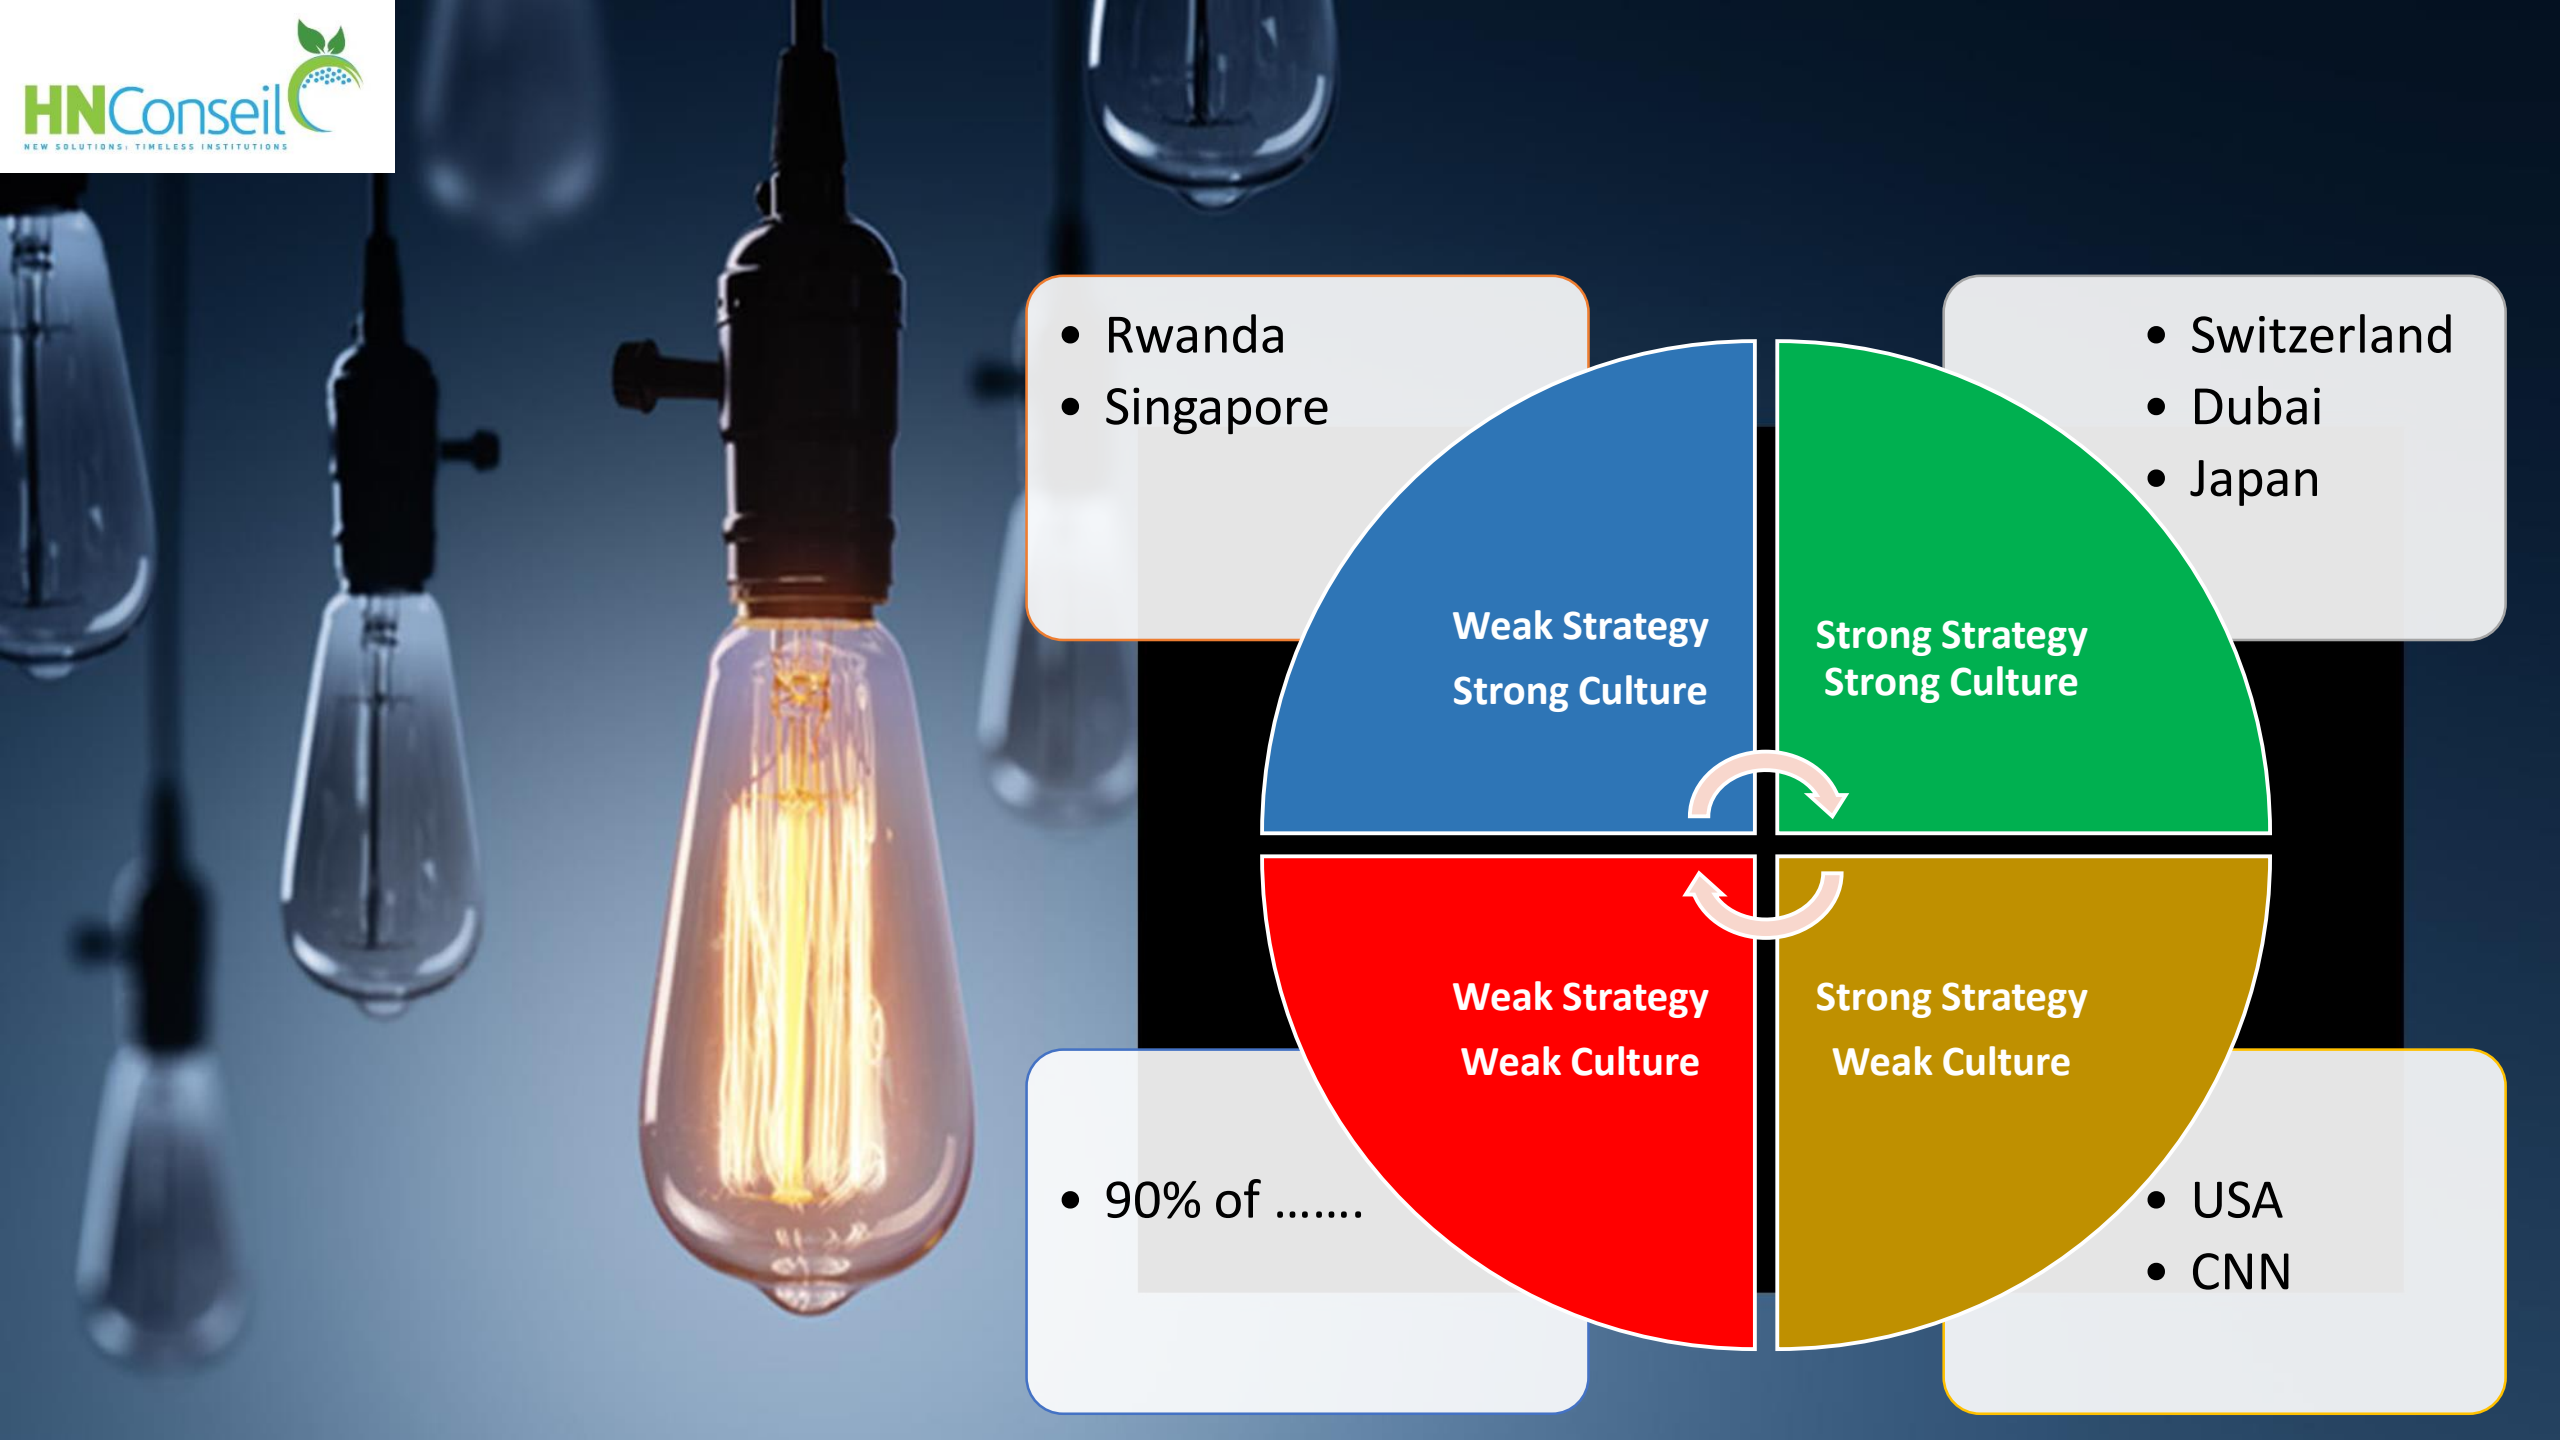 HNConseil
NEW SOLUTIONS; TIMELESS INSTITUTIONS
• Rwanda
• Singapore
• Switzerland
• Dubai
• Japan
Weak Strategy
Strong Culture
Strong Strategy
Strong Culture
Weak Strategy
Weak Culture
Strong Strategy
Weak Culture
• 90% of …….
• USA
• CNN